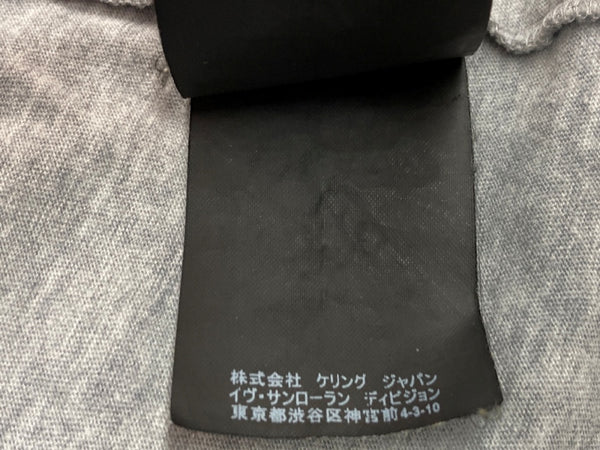 株式会社 ケリング ジャパン
イヴ・サンローラン ディビジョン
東京都渋谷区神宮前4-3-10